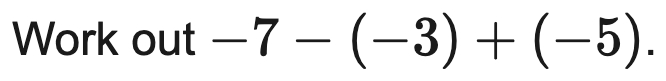 Work out −7 − (−3) + (−5).